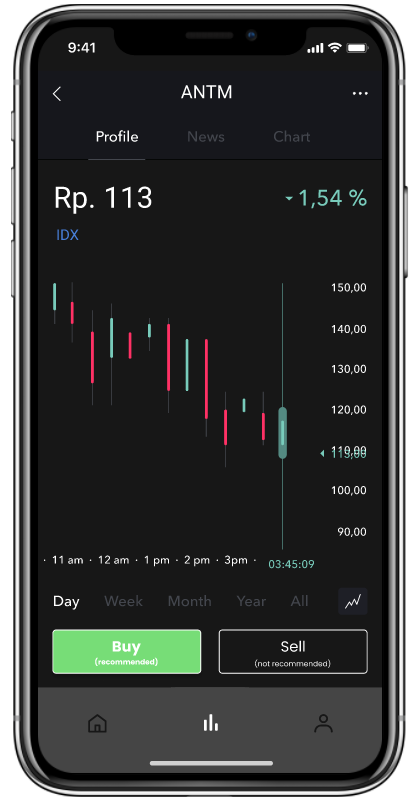 9:41
ANTM
Profile News Chart
Rp. 113
1,54 %
IDX
150,00
140,00
130,00
120,00
110,00
113,00
100,00
90,00
· 11 am · 12 am · 1 pm · 2 pm · 3pm ·
03:45:09
Day Week Month Year All
Buy
(recommended)
Sell
(not recommended)